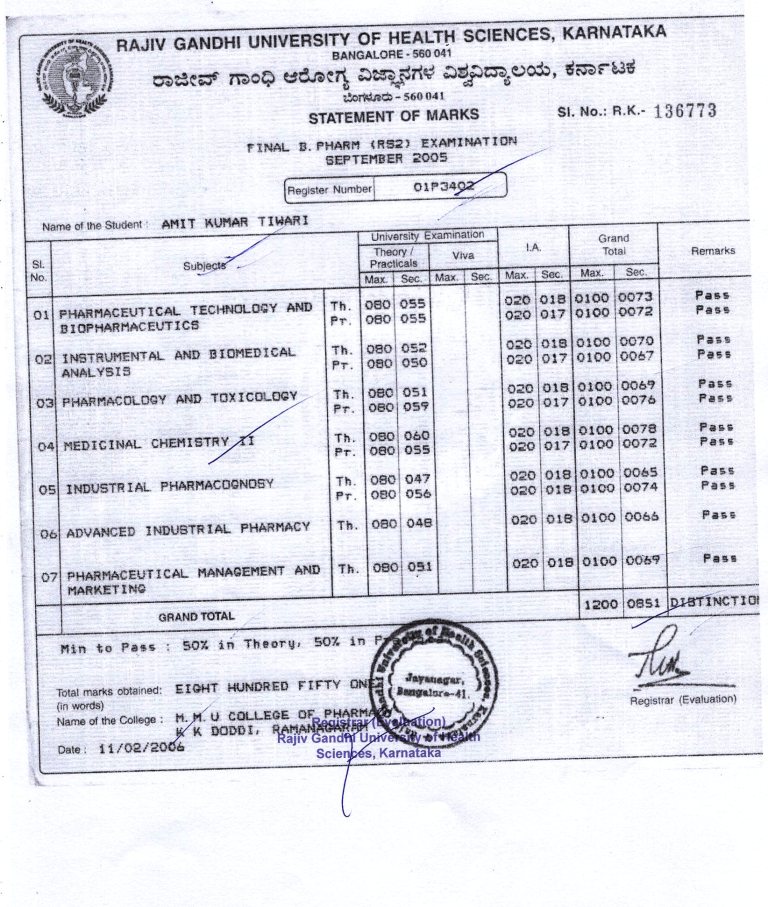 RAJIV GANDHI UNIVERSITY OF HEALTH SCIENCES, KARNATAKA
BANGALORE - 560 041
ರಾಜೀವ್ ಗಾಂಧಿ ಆರೋಗ್ಯ ವಿಜ್ಞಾನಗಳ ವಿಶ್ವವಿದ್ಯಾಲಯ, ಕರ್ನಾಟಕ
ಬೆಂಗಳೂರು - 560 041
STATEMENT OF MARKS
Sl. No.: R.K.- 136773
FINAL B. PHARM (RS2) EXAMINATION
SEPTEMBER 2005
Register Number 01P3402
Name of the Student : AMIT KUMAR TIWARI
Sl. No. Subjects University Examination I.A. Grand Total Remarks
Theory / Practicals Viva
Max. Sec. Max. Sec. Max. Sec. Max. Sec.
01 PHARMACEUTICAL TECHNOLOGY AND Th. 080 055 020 018 0100 0073 Pass
BIOPHARMACEUTICS Pr. 080 055 020 017 0100 0072 Pass
02 INSTRUMENTAL AND BIOMEDICAL Th. 080 052 020 018 0100 0070 Pass
ANALYSIS Pr. 080 050 020 017 0100 0067 Pass
03 PHARMACOLOGY AND TOXICOLOGY Th. 080 051 020 018 0100 0069 Pass
Pr. 080 059 020 017 0100 0076 Pass
04 MEDICINAL CHEMISTRY II Th. 080 060 020 018 0100 0078 Pass
Pr. 080 055 020 017 0100 0072 Pass
05 INDUSTRIAL PHARMACOGNOSY Th. 080 047 020 018 0100 0065 Pass
Pr. 080 056 020 018 0100 0074 Pass
06 ADVANCED INDUSTRIAL PHARMACY Th. 080 048 020 018 0100 0066 Pass
07 PHARMACEUTICAL MANAGEMENT AND Th. 080 051 020 018 0100 0069 Pass
MARKETING
GRAND TOTAL 1200 0851 DISTINCTIO
Min to Pass : 50% in Theory, 50% in P
Total marks obtained: EIGHT HUNDRED FIFTY ONE
(in words)
Name of the College : M.M.U COLLEGE OF PHARMAC
K K DODDI, RAMANAGARAM
Date : 11/02/2006
Registrar (Evaluation)
Rajiv Gandhi University of Health
Sciences, Karnataka
Jayanagar,
Bangalore-41.
Registrar (Evaluation)